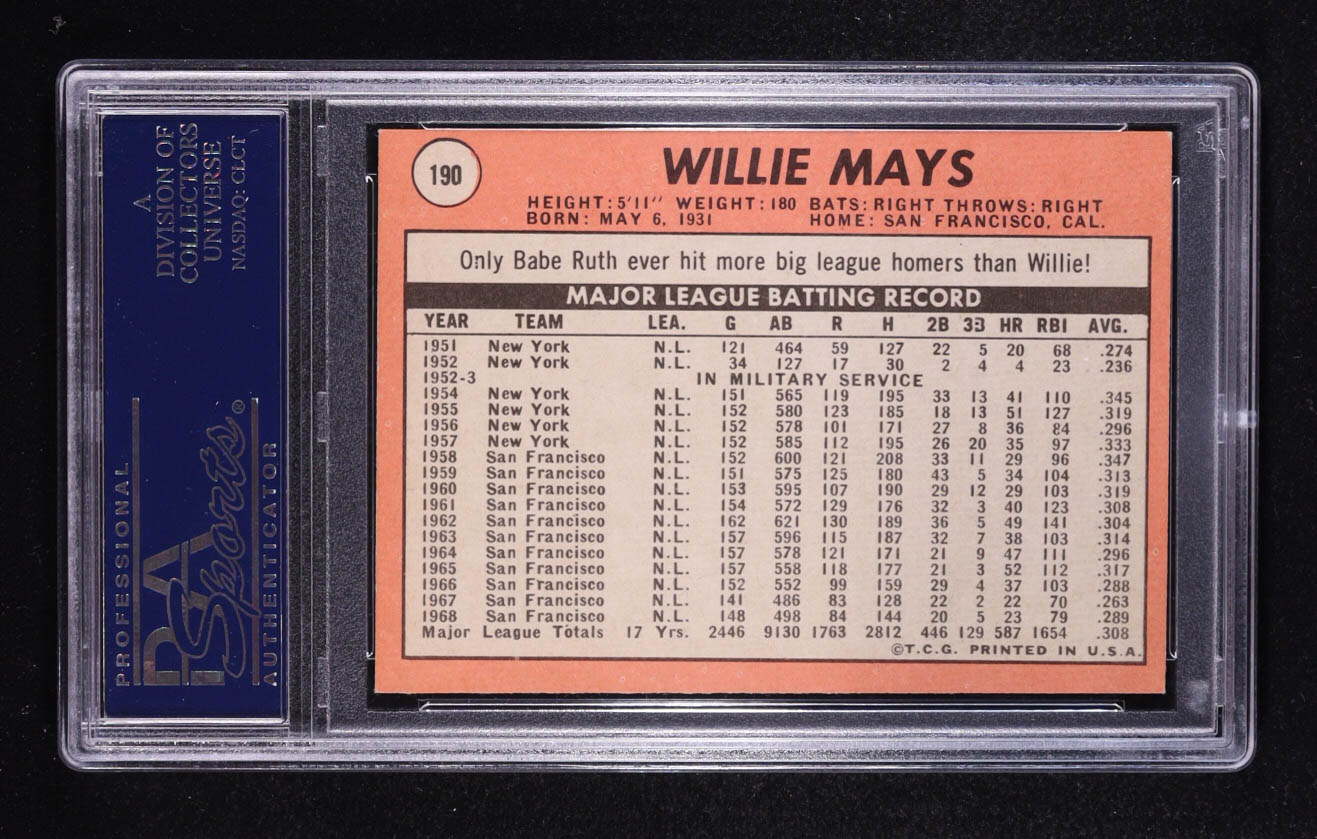 A
DIVISION OF
COLLECTORS
UNIVERSE
NASDAQ: CLCT
PROFESSIONAL
PSA
Sports®
AUTHENTICATOR
190
WILLIE MAYS
HEIGHT: 5'11" WEIGHT: 180 BATS: RIGHT THROWS: RIGHT
BORN: MAY 6, 1931 HOME: SAN FRANCISCO, CAL.
Only Babe Ruth ever hit more big league homers than Willie!
MAJOR LEAGUE BATTING RECORD
YEAR TEAM LEA. G AB R H 2B 3B HR RBI AVG.
1951 New York N.L. 121 464 59 127 22 5 20 68 .274
1952 New York N.L. 34 127 17 30 2 4 4 23 .236
1952-3 IN MILITARY SERVICE
1954 New York N.L. 151 565 119 195 33 13 41 110 .345
1955 New York N.L. 152 580 123 185 18 13 51 127 .319
1956 New York N.L. 152 578 101 171 27 8 36 84 .296
1957 New York N.L. 152 585 112 195 26 20 35 97 .333
1958 San Francisco N.L. 152 600 121 208 33 11 29 96 .347
1959 San Francisco N.L. 151 575 125 180 43 5 34 104 .313
1960 San Francisco N.L. 153 595 107 190 29 12 29 103 .319
1961 San Francisco N.L. 154 572 129 176 32 3 40 123 .308
1962 San Francisco N.L. 162 621 130 189 36 5 49 141 .304
1963 San Francisco N.L. 157 596 115 187 32 7 38 103 .314
1964 San Francisco N.L. 157 578 121 171 21 9 47 111 .296
1965 San Francisco N.L. 157 558 118 177 21 3 52 112 .317
1966 San Francisco N.L. 152 552 99 159 29 4 37 103 .288
1967 San Francisco N.L. 141 486 83 128 22 2 22 70 .263
1968 San Francisco N.L. 148 498 84 144 20 5 23 79 .289
Major League Totals 17 Yrs. 2446 9130 1763 2812 446 129 587 1654 .308
©T.C.G. PRINTED IN U.S.A.